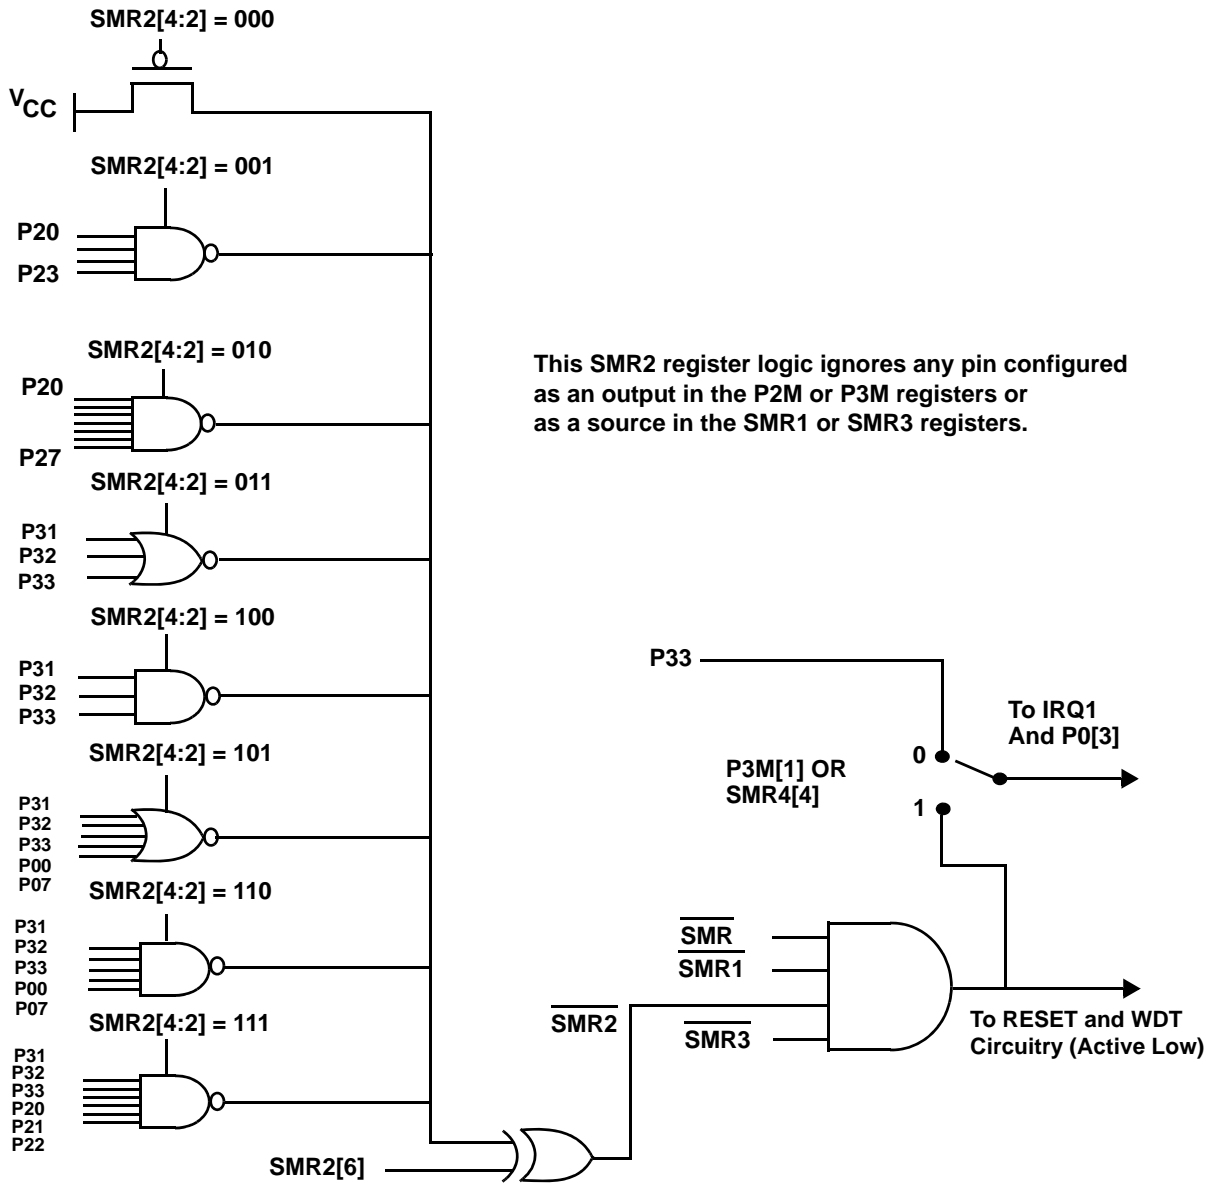 SMR2[4:2] = 000
VCC
SMR2[4:2] = 001
P20
P23
SMR2[4:2] = 010
P20
P27
This SMR2 register logic ignores any pin configured
as an output in the P2M or P3M registers or
as a source in the SMR1 or SMR3 registers.
SMR2[4:2] = 011
P31
P32
P33
SMR2[4:2] = 100
P31
P32
P33
SMR2[4:2] = 101
P31
P32
P33
P00
P07
SMR2[4:2] = 110
P31
P32
P33
P00
P07
SMR2[4:2] = 111
P31
P32
P33
P20
P21
P22
SMR2[6]
P33
0
1
P3M[1] OR
SMR4[4]
To IRQ1
And P0[3]
SMR
SMR1
SMR2
SMR3
To RESET and WDT
Circuitry (Active Low)